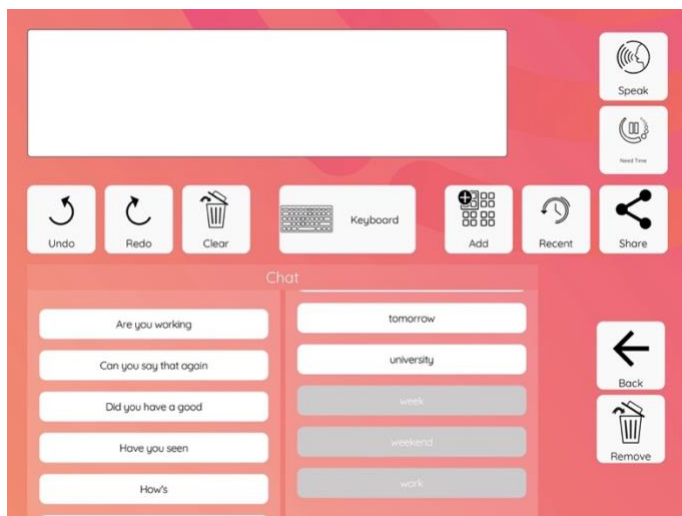 Speak
Need Time
Undo
Redo
Clear
Keyboard
Add
Recent
Share
Chat
Are you working
Can you say that again
Did you have a good
Have you seen
How's
tomorrow
university
week
weekend
work
Back
Remove